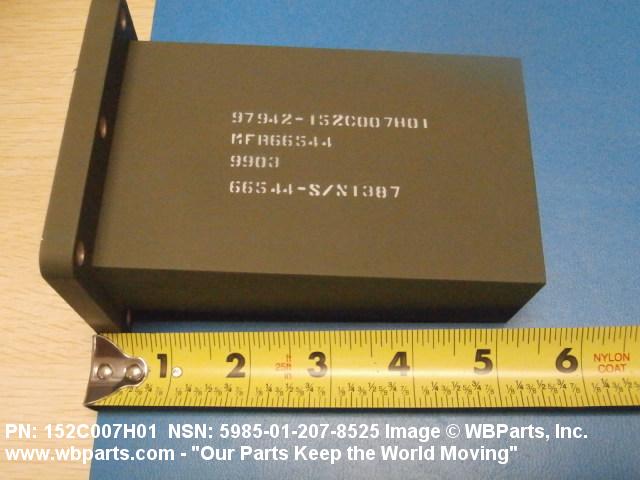 97942-152C007H01
MFR66544
9903
66544-S/N1387
1 2 25ft 3 4 5 6 NYLON COAT
PN: 152C007H01 NSN: 5985-01-207-8525 Image © WBParts, Inc.
www.wbparts.com - "Our Parts Keep the World Moving"